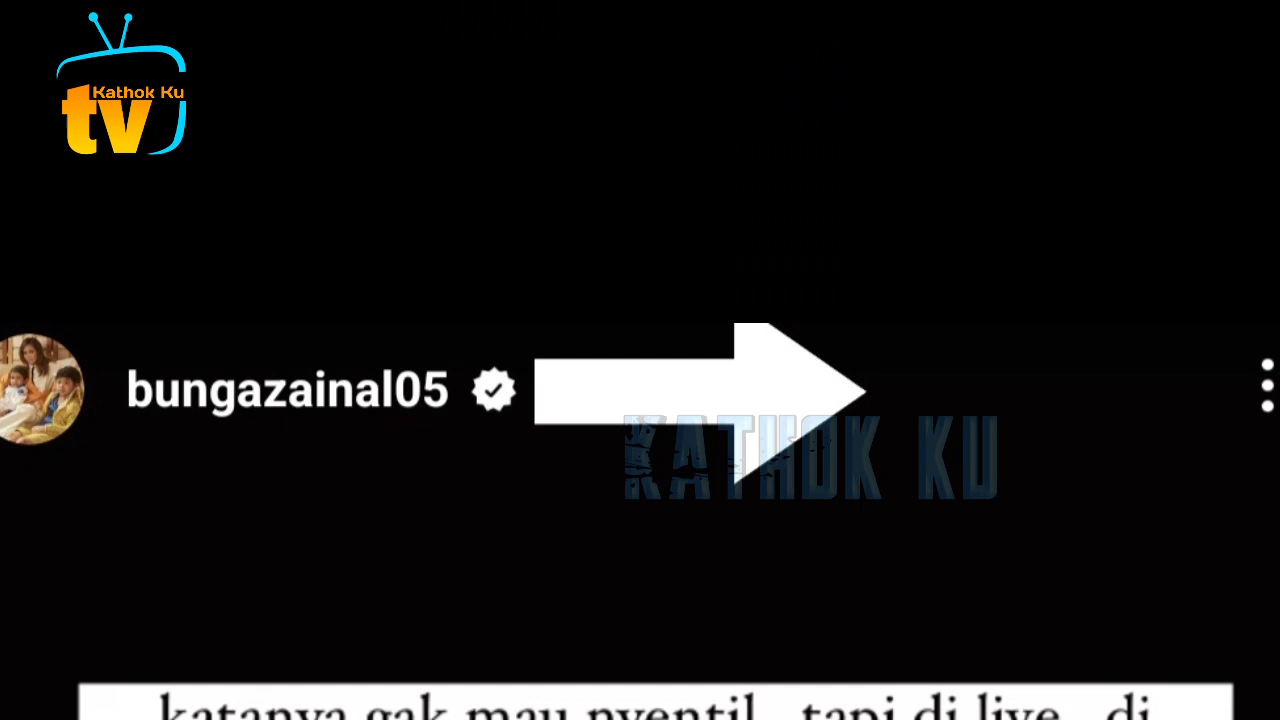 Kathok Ku
tv
bungazainal05
KATHOK KU
katanya gak mau nyentil.. tapi di live.. di